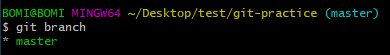 BOMI@BOMI MINGW64 ~/Desktop/test/git-practice (master)
$ git branch
* master